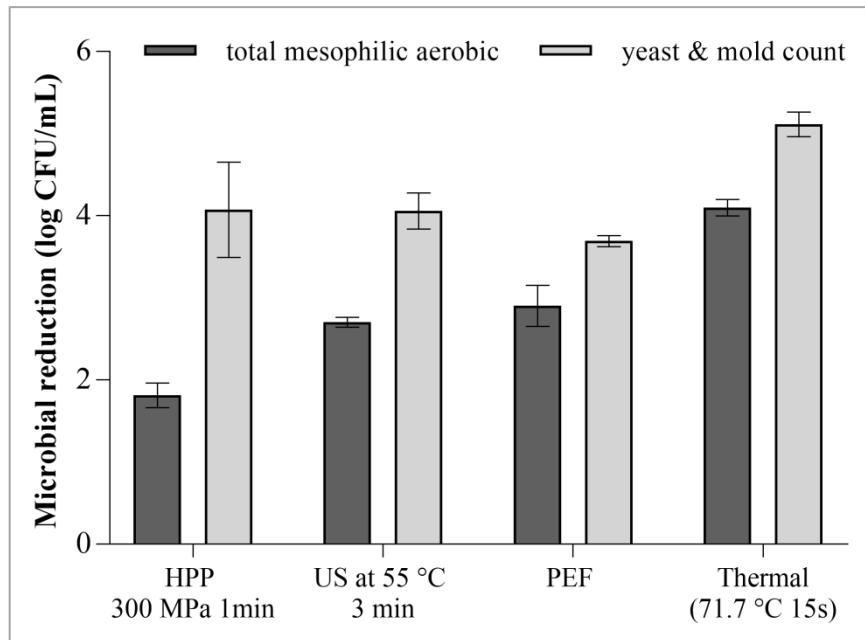 total mesophilic aerobic
yeast & mold count
Microbial reduction (log CFU/mL)
6
4
2
0
HPP
300 MPa 1min
US at 55 °C
3 min
PEF
Thermal
(71.7 °C 15s)